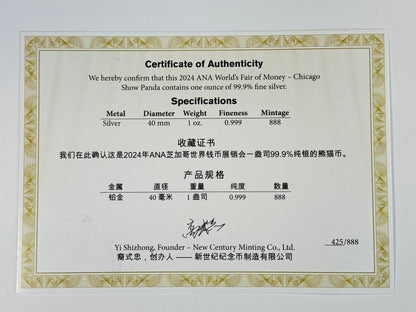 Certificate of Authenticity
We hereby confirm that this 2024 ANA World's Fair of Money – Chicago
Show Panda contains one ounce of 99.9% fine silver.
Specifications
Metal Diameter Weight Fineness Mintage
Silver 40 mm 1 oz. 0.999 888
收藏证书
我们在此确认这是2024年ANA芝加哥世界钱币展销会一盎司99.9%纯银的熊猫币。
产品规格
金属 直径 重量 纯度 数量
铂金 40 毫米 1 盎司 0.999 888
Yi Shizhong, Founder – New Century Minting Co., Ltd.
裔式忠，创办人 —— 新世纪纪念币制造有限公司
425/888